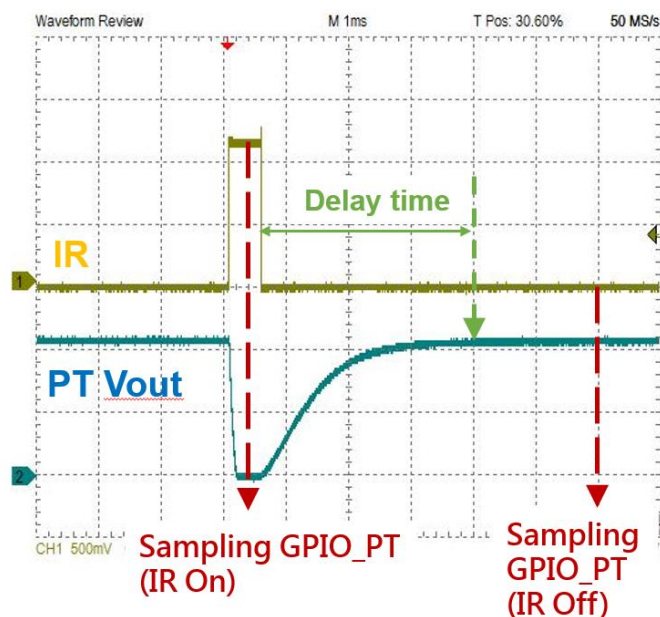 Waveform Review M 1ms T Pos: 30.60% 50 MS/s
Delay time
IR
1
PT Vout
2
CH1 500mV
Sampling GPIO_PT
(IR On)
Sampling
GPIO_PT
(IR Off)